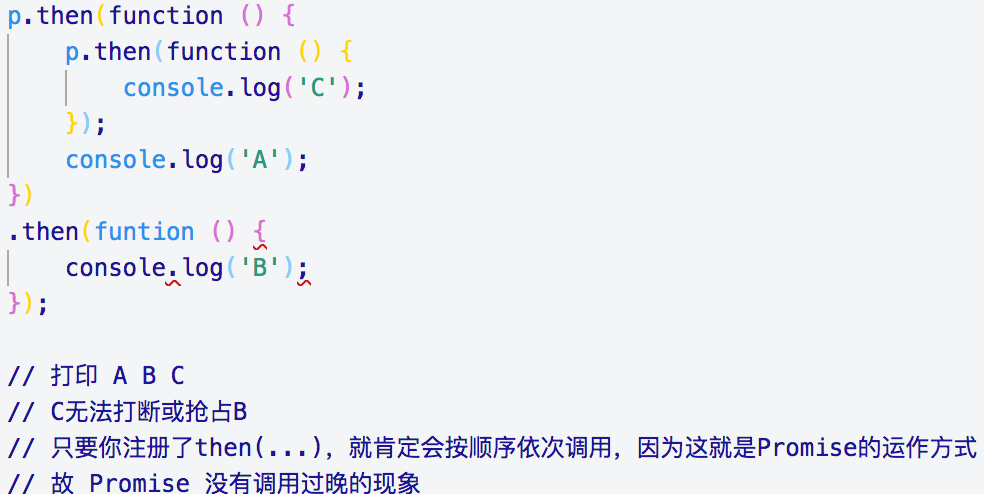 p.then(function () {
    p.then(function () {
        console.log('C');
    });
    console.log('A');
})
.then(funtion () {
    console.log('B');
});
// 打印 A B C
// C无法打断或抢占B
// 只要你注册了then(...)，就肯定会按顺序依次调用，因为这就是Promise的运作方式
// 故 Promise 没有调用过晚的现象